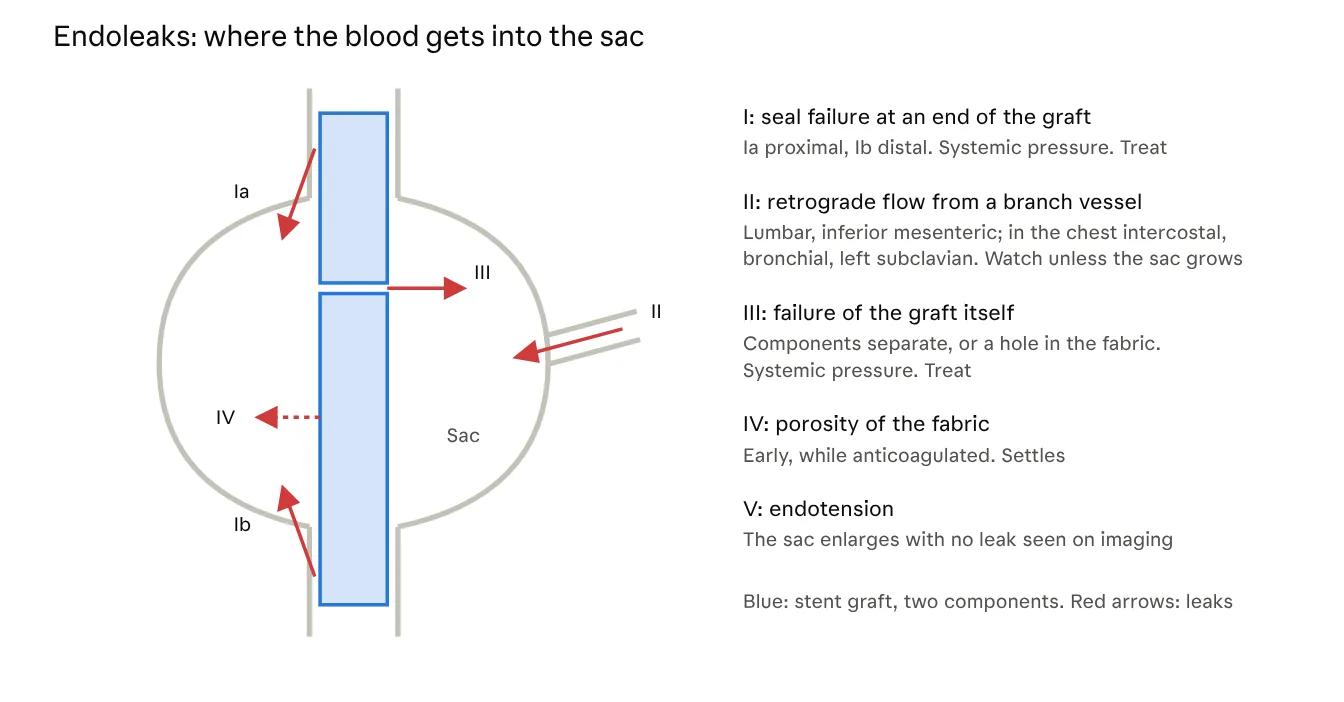 Endoleaks: where the blood gets into the sac
Ia
III
II
IV
Sac
Ib
I: seal failure at an end of the graft
Ia proximal, Ib distal. Systemic pressure. Treat
II: retrograde flow from a branch vessel
Lumbar, inferior mesenteric; in the chest intercostal,
bronchial, left subclavian. Watch unless the sac grows
III: failure of the graft itself
Components separate, or a hole in the fabric.
Systemic pressure. Treat
IV: porosity of the fabric
Early, while anticoagulated. Settles
V: endotension
The sac enlarges with no leak seen on imaging
Blue: stent graft, two components. Red arrows: leaks